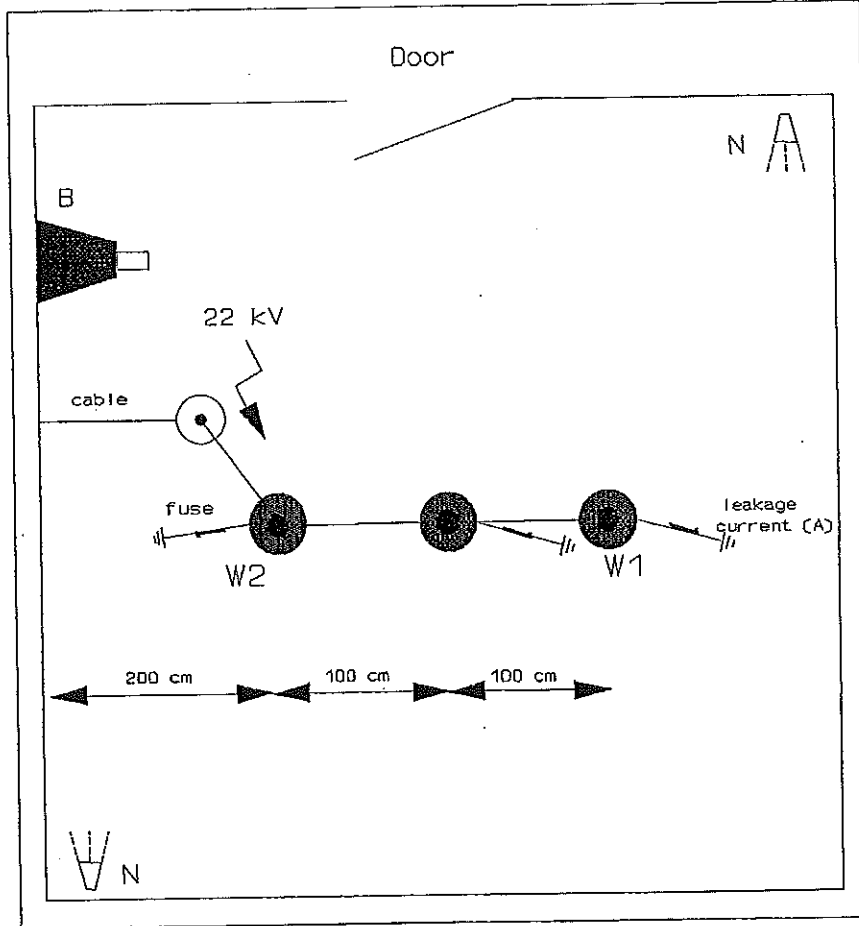 Door
N
B
22 kV
cable
fuse
leakage
current (A)
W2
W1
200 cm
100 cm
100 cm
N